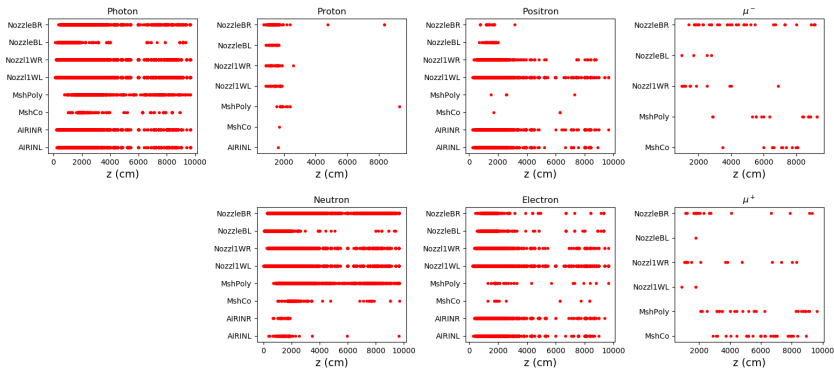 Photon
NozzleBR
NozzleBL
Nozzl1WR
Nozzl1WL
MshPoly
MshCo
AIRINR
AIRINL
0 2000 4000 6000 8000 10000
z (cm)
Proton
NozzleBR
NozzleBL
Nozzl1WR
Nozzl1WL
MshPoly
MshCo
AIRINL
2000 4000 6000 8000
z (cm)
Positron
NozzleBR
NozzleBL
Nozzl1WR
Nozzl1WL
MshPoly
MshCo
AIRINR
AIRINL
0 2000 4000 6000 8000 10000
z (cm)
μ−
NozzleBR
NozzleBL
Nozzl1WR
MshPoly
MshCo
2000 4000 6000 8000
z (cm)
Neutron
NozzleBR
NozzleBL
Nozzl1WR
Nozzl1WL
MshPoly
MshCo
AIRINR
AIRINL
0 2000 4000 6000 8000 10000
z (cm)
Electron
NozzleBR
NozzleBL
Nozzl1WR
Nozzl1WL
MshPoly
MshCo
AIRINR
AIRINL
0 2000 4000 6000 8000 10000
z (cm)
μ+
NozzleBR
NozzleBL
Nozzl1WR
Nozzl1WL
MshPoly
MshCo
2000 4000 6000 8000 10000
z (cm)